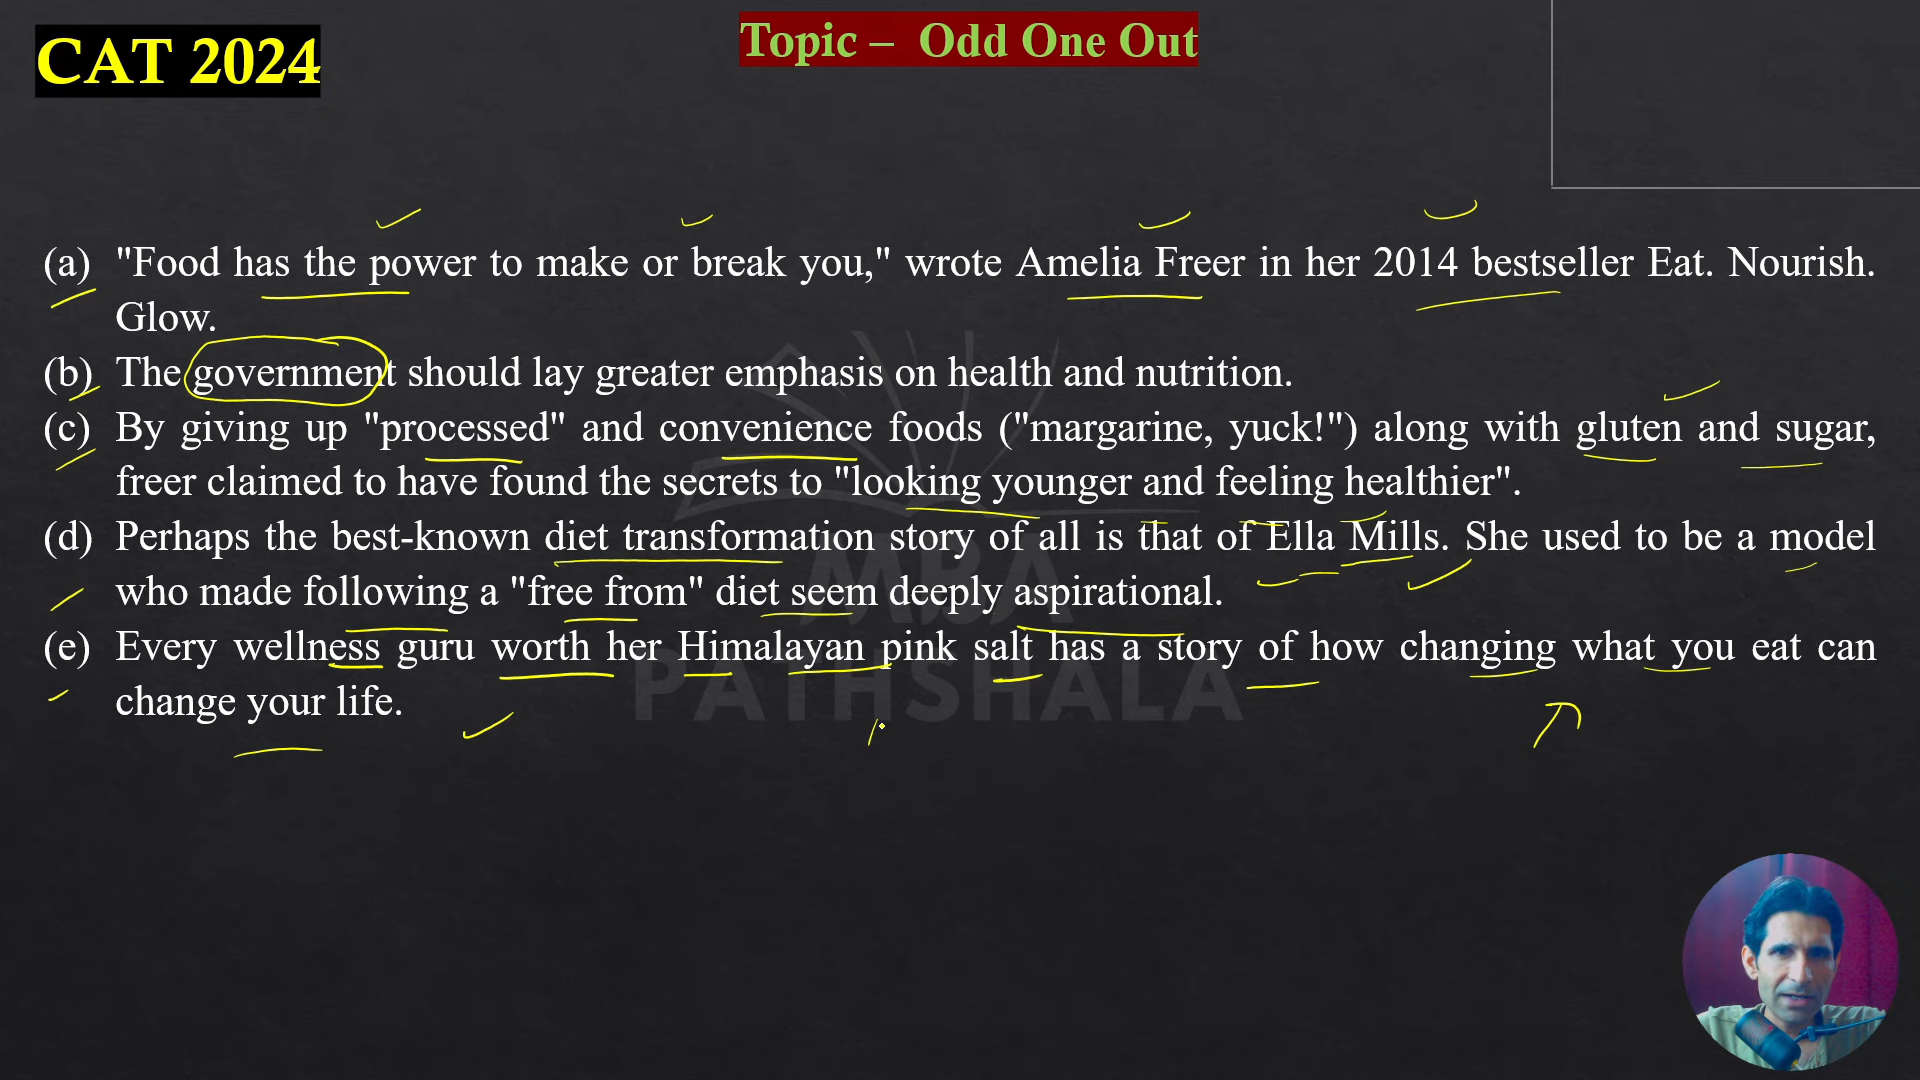 CAT 2024
Topic – Odd One Out
(a) "Food has the power to make or break you," wrote Amelia Freer in her 2014 bestseller Eat. Nourish.
Glow.
(b) The government should lay greater emphasis on health and nutrition.
(c) By giving up "processed" and convenience foods ("margarine, yuck!") along with gluten and sugar,
freer claimed to have found the secrets to "looking younger and feeling healthier".
(d) Perhaps the best-known diet transformation story of all is that of Ella Mills. She used to be a model
who made following a "free from" diet seem deeply aspirational.
(e) Every wellness guru worth her Himalayan pink salt has a story of how changing what you eat can
change your life.
MBA
PATHSHALA